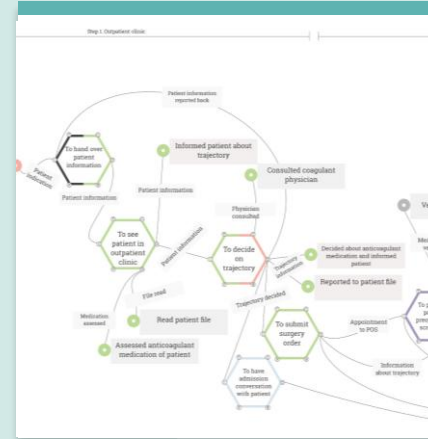 Step 1. Outpatient clinic
Patient information
reported back
To hand over
patient
information
Patient
indication
Informed patient about
trajectory
Consulted coagulant
physician
Patient information
Patient information
Physician
consulted
To see
patient in
outpatient
clinic
Patient information
To decide
on
trajectory
Decided about anticoagulant
medication and informed
patient
Trajectory
information
Reported to patient file
File read
Trajectory decided
Medication
assessed
Read patient file
To submit
surgery
order
Appointment
to POS
Assessed anticoagulant
medication of patient
To have
admission
conversation
with patient
Information
about trajectory